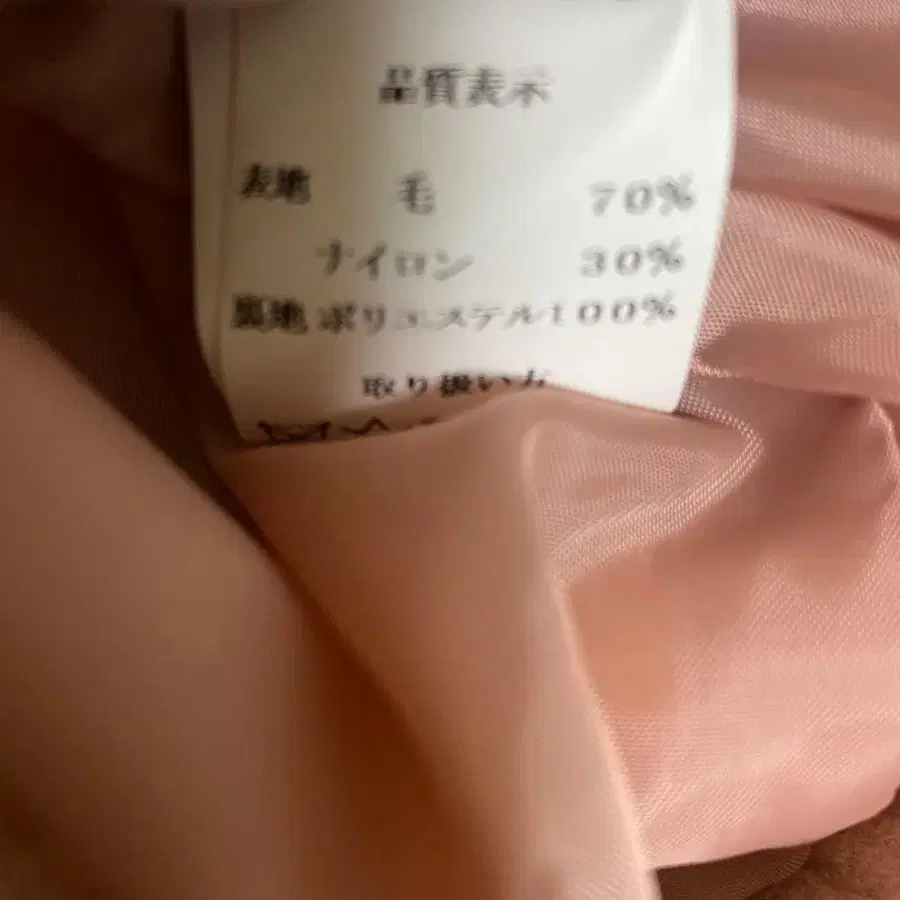 品質表示
表地 毛 70%
ナイロン 30%
裏地 ポリエステル100%
取り扱い方